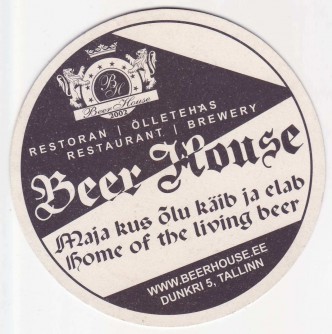 B
H
Beer House
2002
RESTORAN | ÕLLETEHAS
RESTAURANT | BREWERY
Beer House
Maja kus õlu käib ja elab
Home of the living beer
WWW.BEERHOUSE.EE
DUNKRI 5, TALLINN